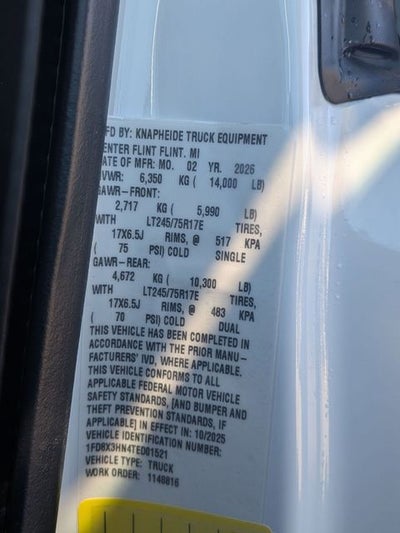 FD BY: KNAPHEIDE TRUCK EQUIPMENT
ENTER FLINT FLINT. MI
DATE OF MFR: MO. 02 YR. 2026
GVWR: 6,350 KG ( 14,000 LB)
GAWR-FRONT:
2,717 KG ( 5,990 LB)
WITH LT245/75R17E TIRES,
17X6.5J RIMS, @ 517 KPA
( 75 PSI) COLD SINGLE
GAWR-REAR:
4,672 KG ( 10,300 LB)
WITH LT245/75R17E TIRES,
17X6.5J RIMS, @ 483 KPA
( 70 PSI) COLD DUAL
THIS VEHICLE HAS BEEN COMPLETED IN
ACCORDANCE WITH THE PRIOR MANU-
FACTURERS' IVD, WHERE APPLICABLE.
THIS VEHICLE CONFORMS TO ALL
APPLICABLE FEDERAL MOTOR VEHICLE
SAFETY STANDARDS, [AND BUMPER AND
THEFT PREVENTION STANDARDS, IF
APPLICABLE] IN EFFECT IN: 10/2025
VEHICLE IDENTIFICATION NUMBER:
1FD8X3HN4TED01521
VEHICLE TYPE: TRUCK
WORK ORDER: 1148816